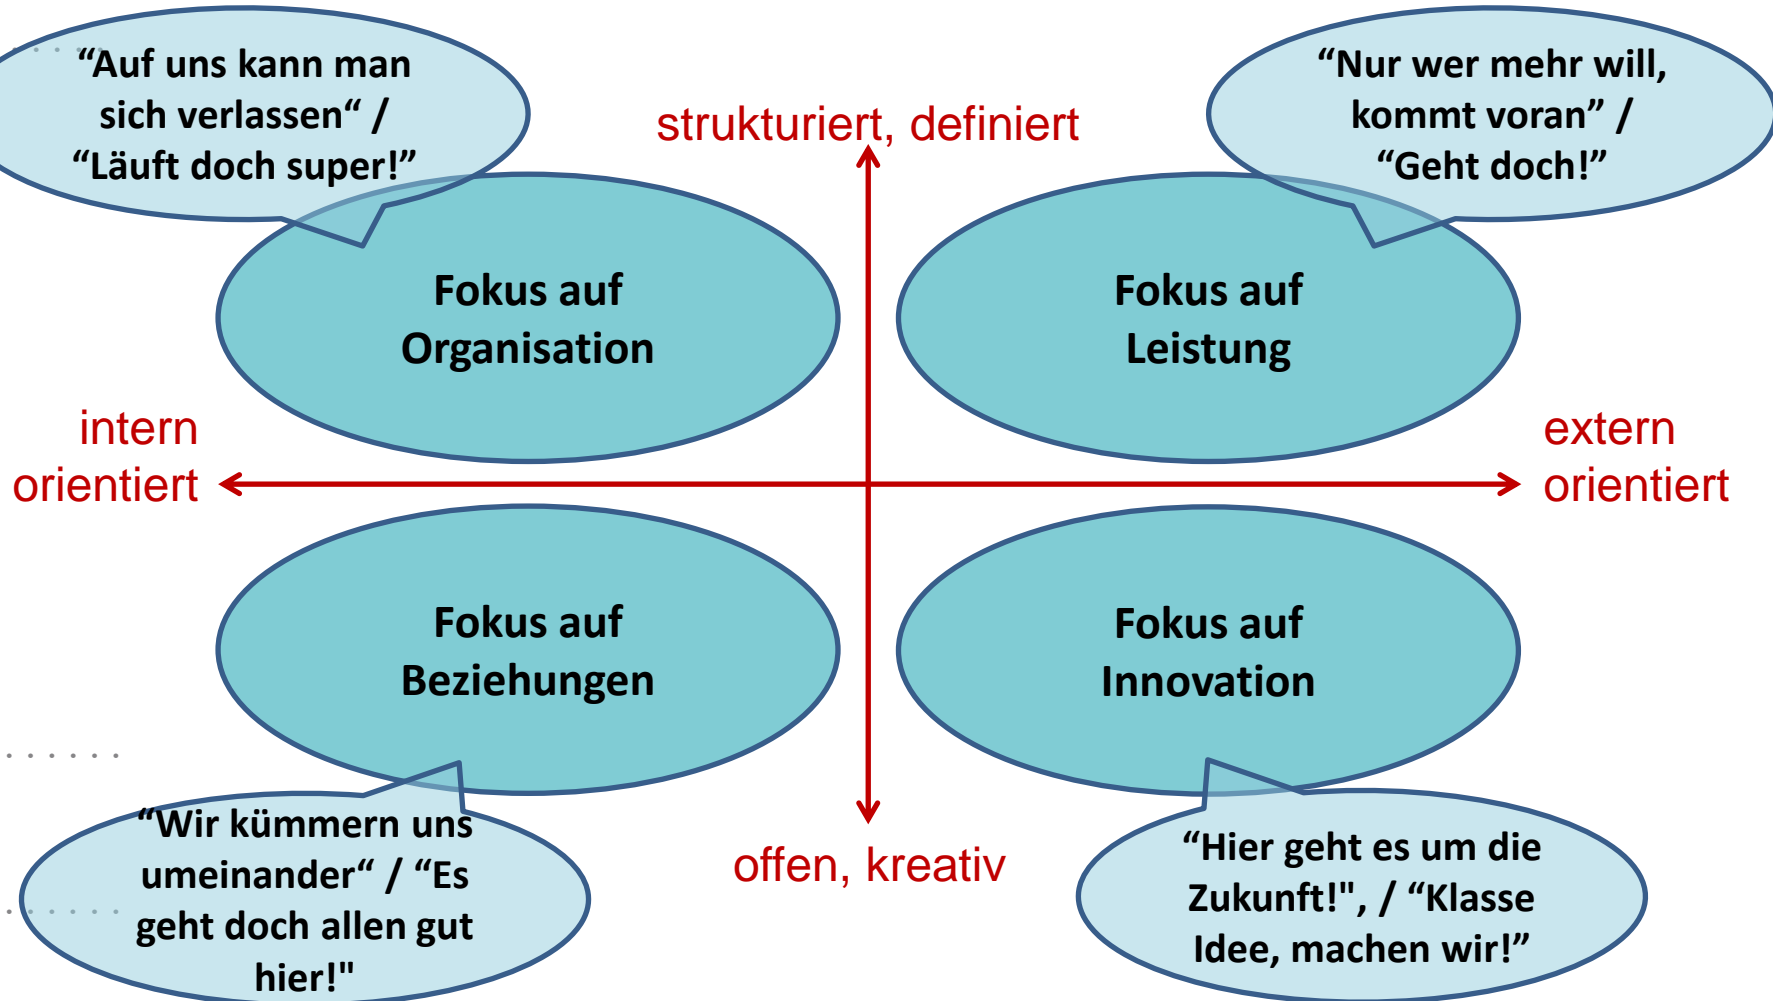 “Auf uns kann man
sich verlassen“ /
“Läuft doch super!”
strukturiert, definiert
“Nur wer mehr will,
kommt voran” /
“Geht doch!”
Fokus auf
Organisation
Fokus auf
Leistung
intern
orientiert
extern
orientiert
Fokus auf
Beziehungen
Fokus auf
Innovation
“Wir kümmern uns
umeinander“ / “Es
geht doch allen gut
hier!"
offen, kreativ
“Hier geht es um die
Zukunft!", / “Klasse
Idee, machen wir!”